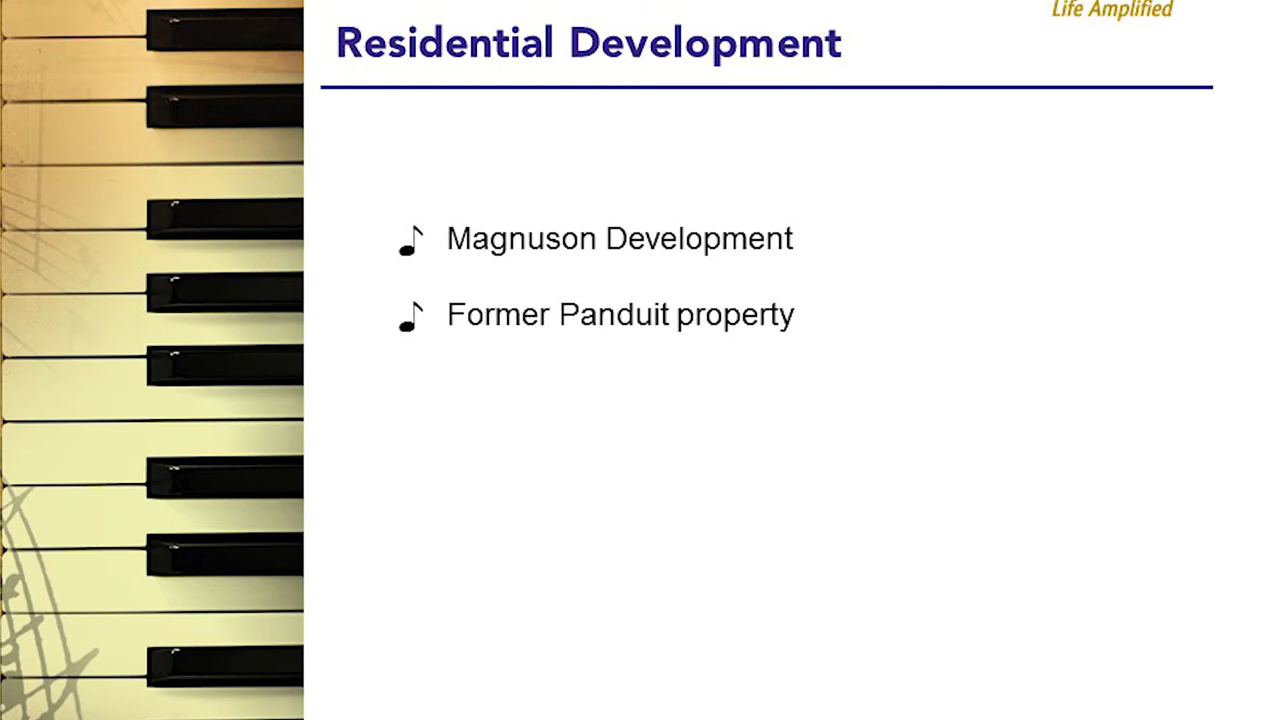 Life Amplified
Residential Development
Magnuson Development
Former Panduit property